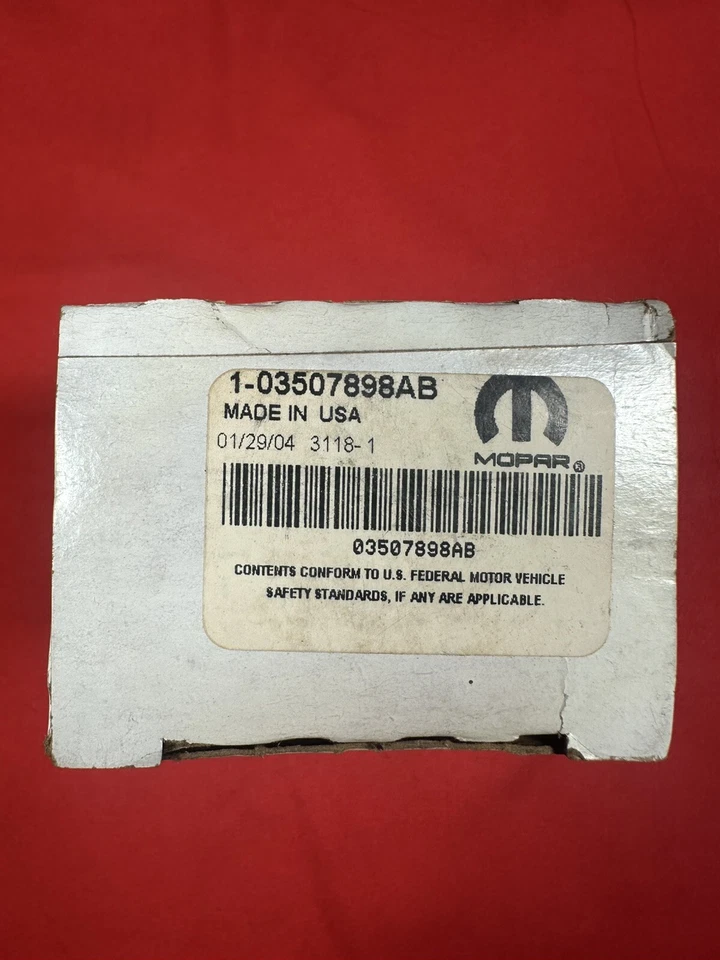 1-03507898AB
MADE IN USA
01/29/04 3118-1
MOPAR®
03507898AB
CONTENTS CONFORM TO U.S. FEDERAL MOTOR VEHICLE
SAFETY STANDARDS, IF ANY ARE APPLICABLE.